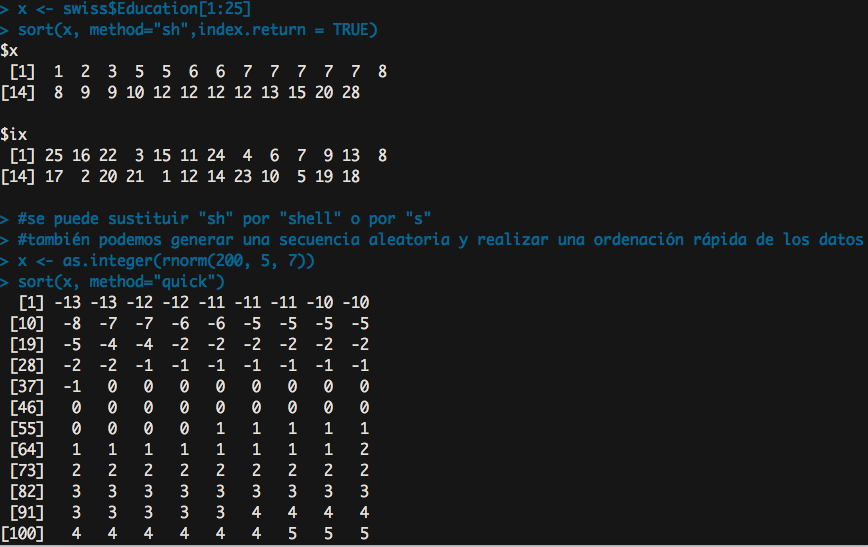 > x <- swiss$Education[1:25]
> sort(x, method="sh",index.return = TRUE)
$x
 [1]  1  2  3  5  5  6  6  7  7  7  7  7  8
[14]  8  9  9 10 12 12 12 12 13 15 20 28

$ix
 [1] 25 16 22  3 15 11 24  4  6  7  9 13  8
[14] 17  2 20 21  1 12 14 23 10  5 19 18

> #se puede sustituir "sh" por "shell" o por "s"
> #también podemos generar una secuencia aleatoria y realizar una ordenación rápida de los datos
> x <- as.integer(rnorm(200, 5, 7))
> sort(x, method="quick")
  [1] -13 -13 -12 -12 -11 -11 -11 -10 -10
 [10]  -8  -7  -7  -6  -6  -5  -5  -5  -5
 [19]  -5  -4  -4  -2  -2  -2  -2  -2  -2
 [28]  -2  -2  -1  -1  -1  -1  -1  -1  -1
 [37]  -1   0   0   0   0   0   0   0   0
 [46]   0   0   0   0   0   0   0   0   0
 [55]   0   0   0   0   1   1   1   1   1
 [64]   1   1   1   1   1   1   1   1   2
 [73]   2   2   2   2   2   2   2   2   2
 [82]   3   3   3   3   3   3   3   3   3
 [91]   3   3   3   3   3   4   4   4   4
[100]   4   4   4   4   4   4   5   5   5